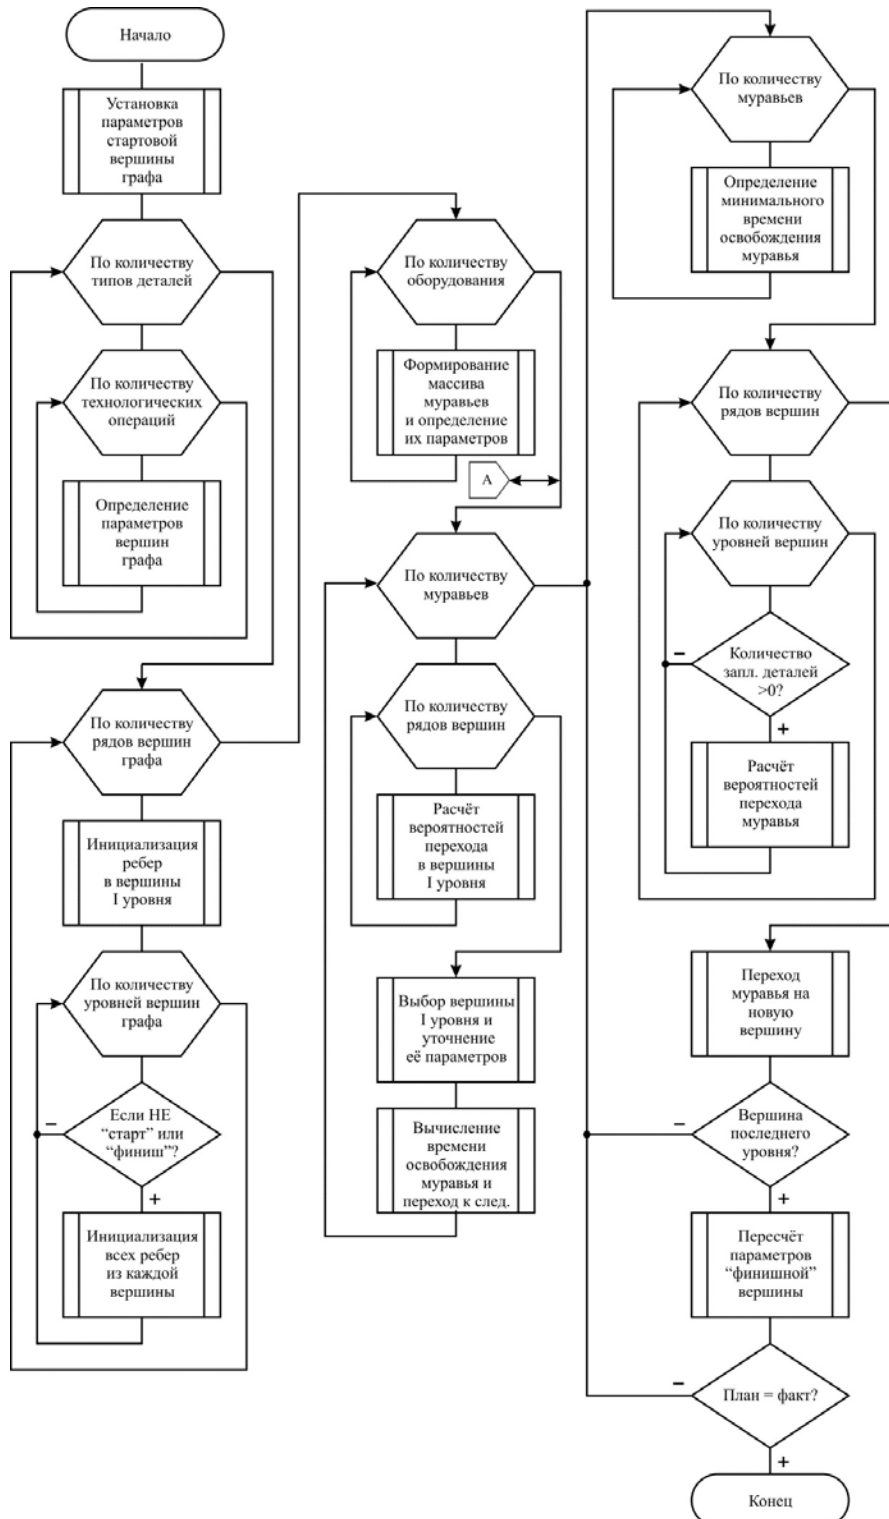 Начало
Установка
параметров
стартовой
вершины
графа
По количеству
типов деталей
По количеству
технологических
операций
Определение
параметров
вершин
графа
По количеству
рядов вершин
графа
Инициализация
ребер
в вершины
I уровня
По количеству
уровней вершин
графа
–
Если НЕ
“старт” или
“финиш”?
+
Инициализация
всех ребер
из каждой
вершины
По количеству
оборудования
Формирование
массива
муравьев
и определение
их параметров
А
По количеству
муравьев
По количеству
рядов вершин
Расчёт
вероятностей
перехода
в вершины
I уровня
Выбор вершины
I уровня и
уточнение
её параметров
Вычисление
времени
освобождения
муравья и
переход к след.
По количеству
муравьев
Определение
минимального
времени
освобождения
муравья
По количеству
рядов вершин
По количеству
уровней вершин
–
Количество
запл. деталей
>0?
+
Расчёт
вероятностей
перехода
муравья
Переход
муравья на
новую
вершину
–
Вершина
последнего
уровня?
+
Пересчёт
параметров
“финишной”
вершины
–
План = факт?
+
Конец